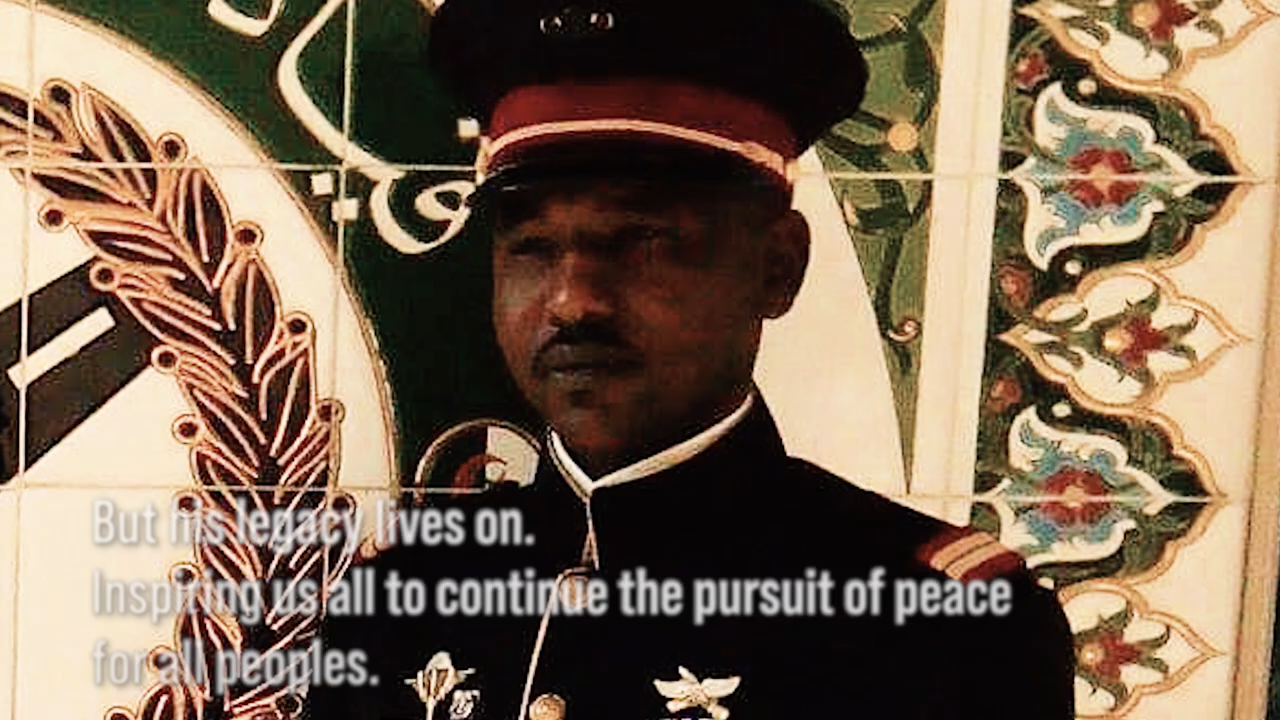 But his legacy lives on.
Inspiring us all to continue the pursuit of peace
for all peoples.